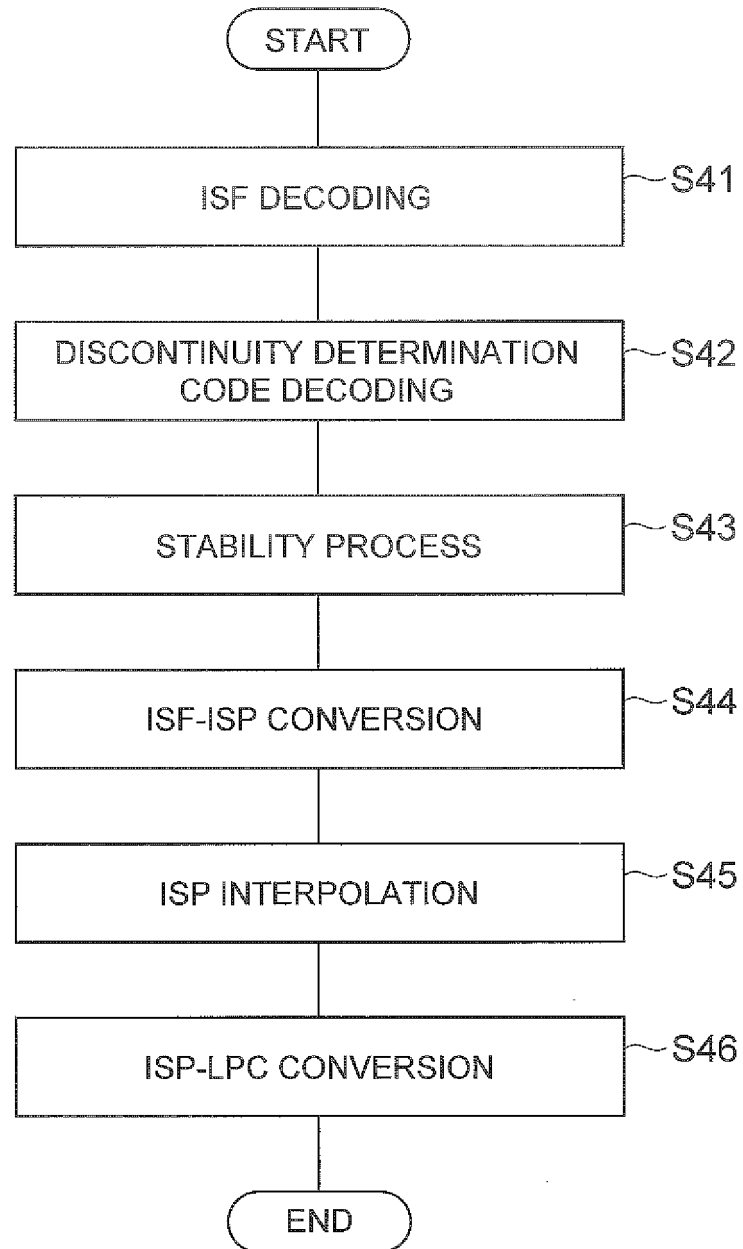 START
ISF DECODING
S41
DISCONTINUITY DETERMINATION
CODE DECODING
S42
STABILITY PROCESS
S43
ISF-ISP CONVERSION
S44
ISP INTERPOLATION
S45
ISP-LPC CONVERSION
S46
END